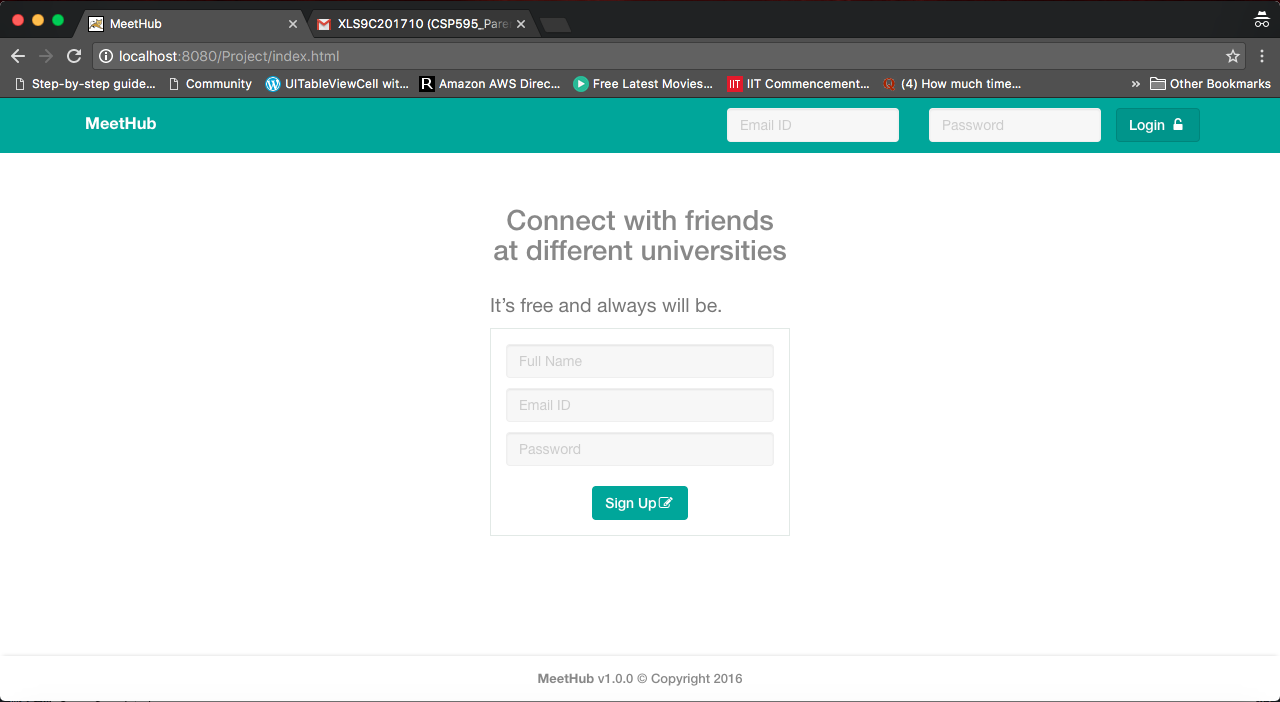 MeetHub
XLS9C201710 (CSP595_Pare
localhost:8080/Project/index.html
Step-by-step guide... Community UITableViewCell wit... Amazon AWS Direc... Free Latest Movies... IIT IIT Commencement... (4) How much time... » Other Bookmarks
MeetHub Email ID Password Login
Connect with friends
at different universities
It's free and always will be.
Full Name
Email ID
Password
Sign Up
MeetHub v1.0.0 © Copyright 2016